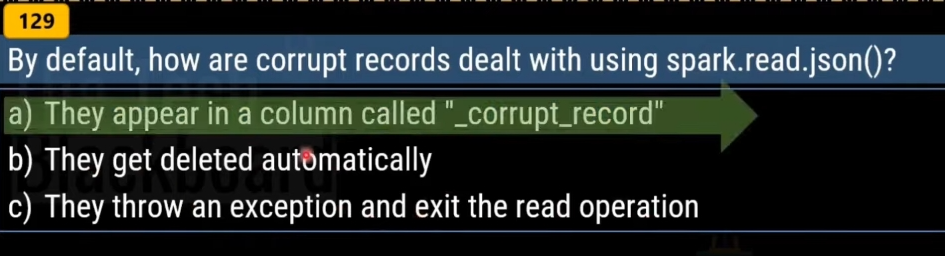 129
By default, how are corrupt records dealt with using spark.read.json()?
a) They appear in a column called "_corrupt_record"
b) They get deleted automatically
c) They throw an exception and exit the read operation